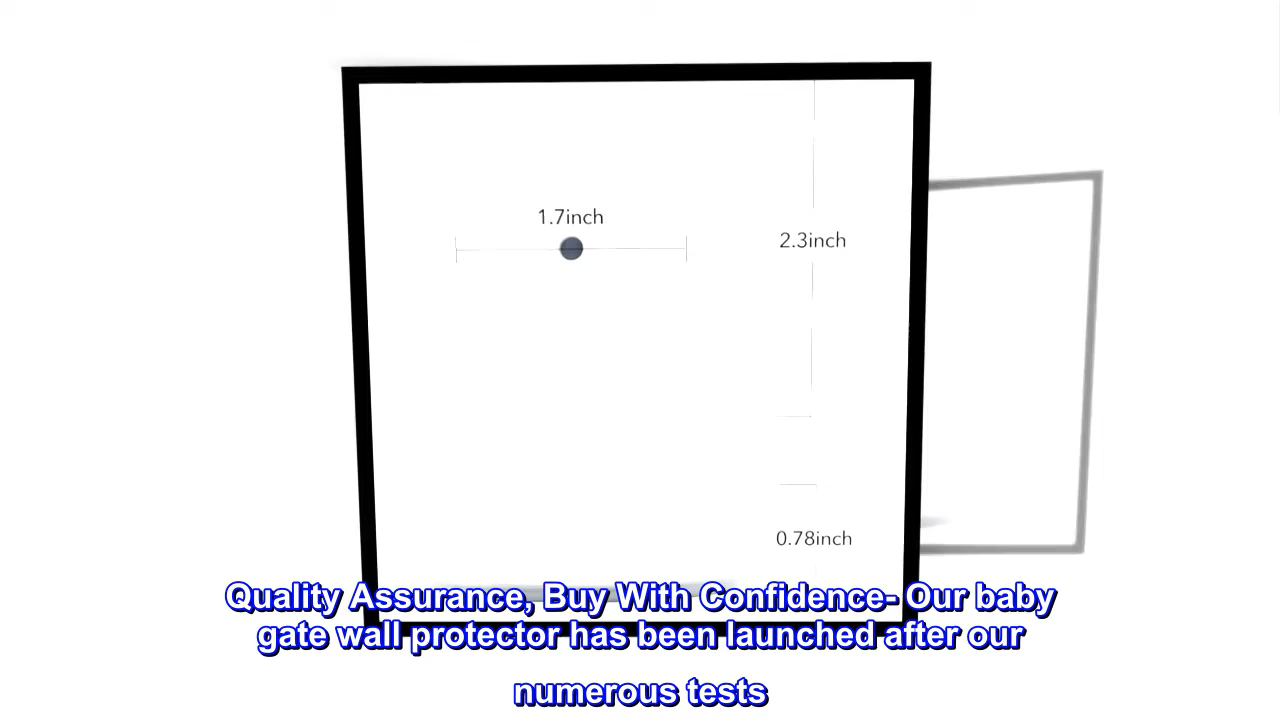 1.7inch
2.3inch
0.78inch
Quality Assurance, Buy With Confidence- Our baby
gate wall protector has been launched after our
numerous tests